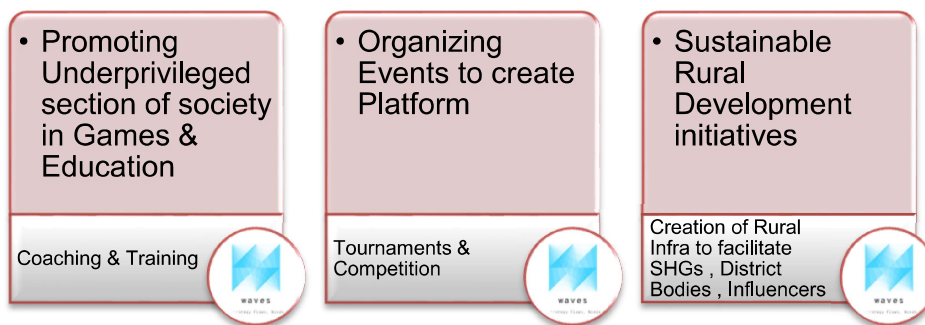 • Promoting
Underprivileged
section of society
in Games &
Education
Coaching & Training
waves
• Organizing
Events to create
Platform
Tournaments &
Competition
waves
• Sustainable
Rural
Development
initiatives
Creation of Rural
Infra to facilitate
SHGs , District
Bodies , Influencers
waves